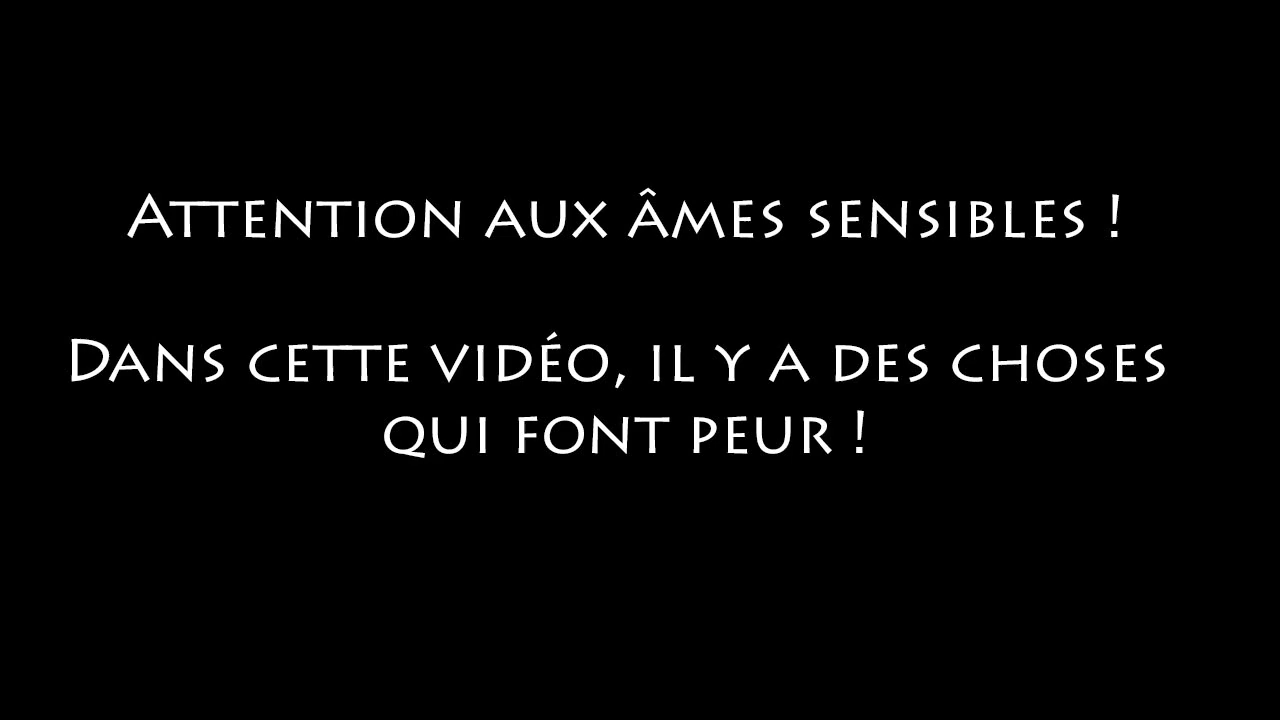 Attention aux âmes sensibles !
Dans cette vidéo, il y a des choses
qui font peur !